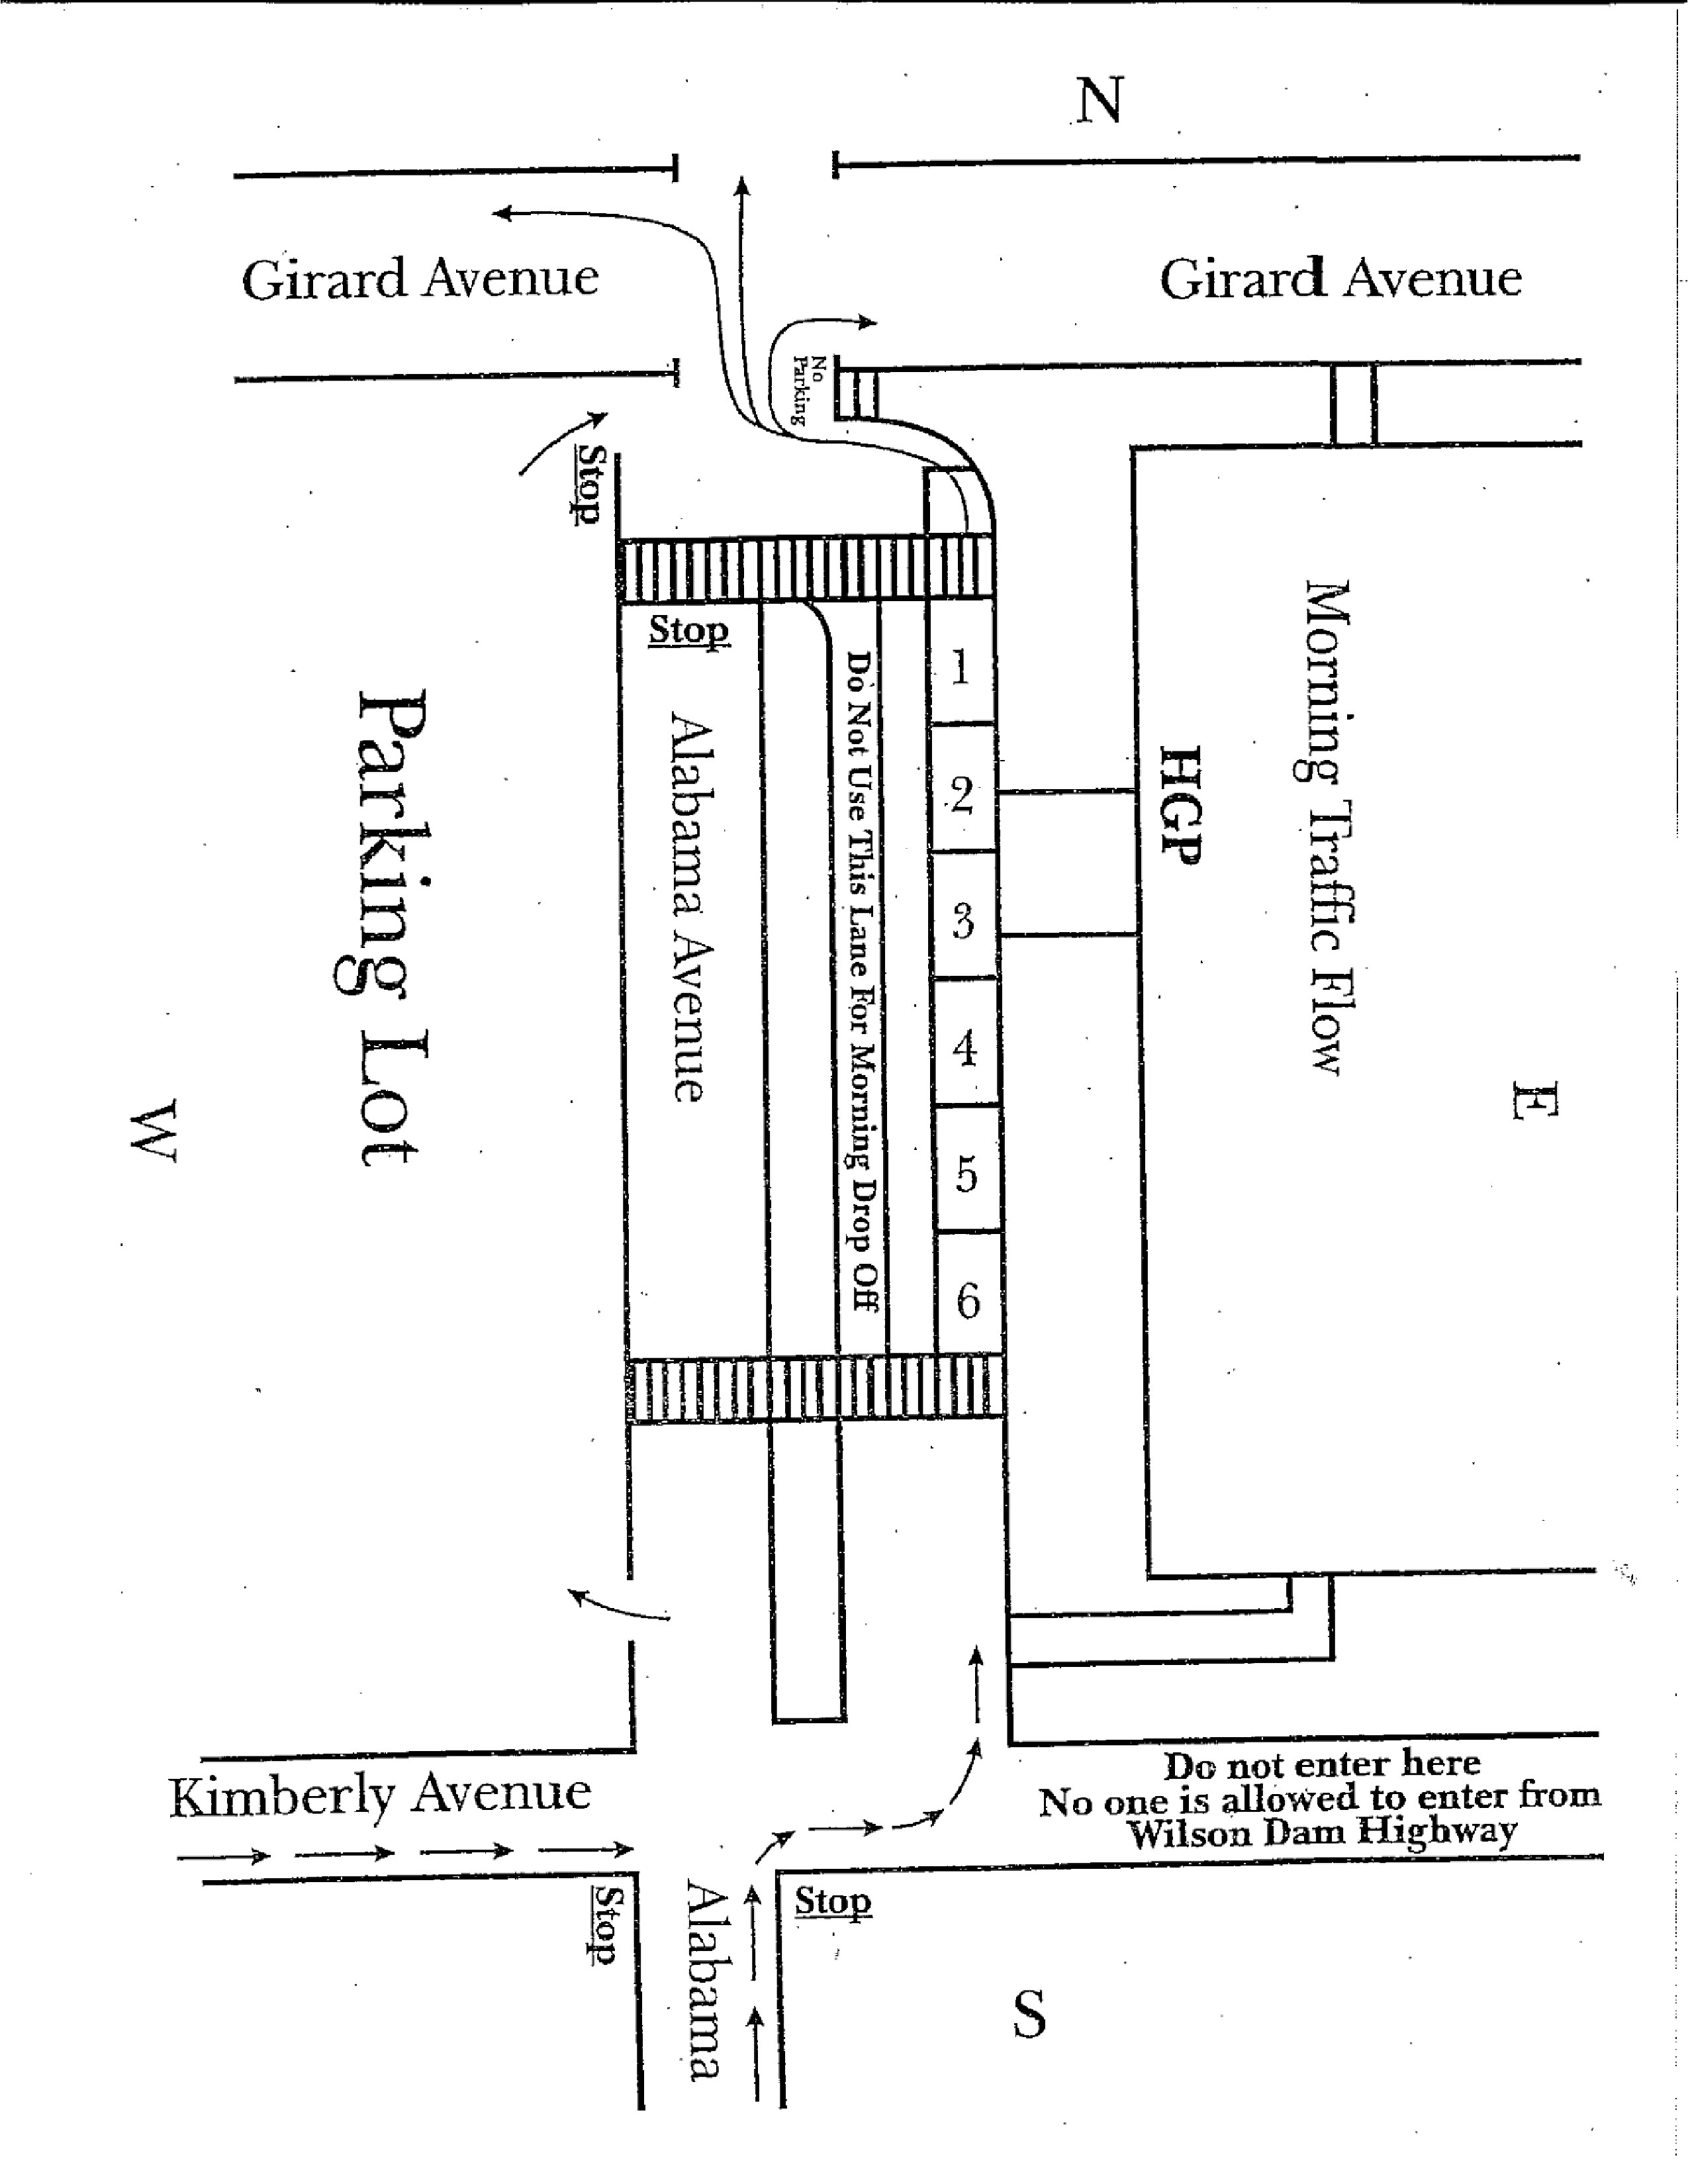 N
Girard Avenue
Girard Avenue
No
Parking
Stop
Stop
Alabama Avenue
Do Not Use This Lane For Morning Drop Off
1
2
3
4
5
6
HGP
Morning Traffic Flow
E
Parking Lot
W
Do not enter here
No one is allowed to enter from
Wilson Dam Highway
Kimberly Avenue
Stop
Alabama
Stop
S